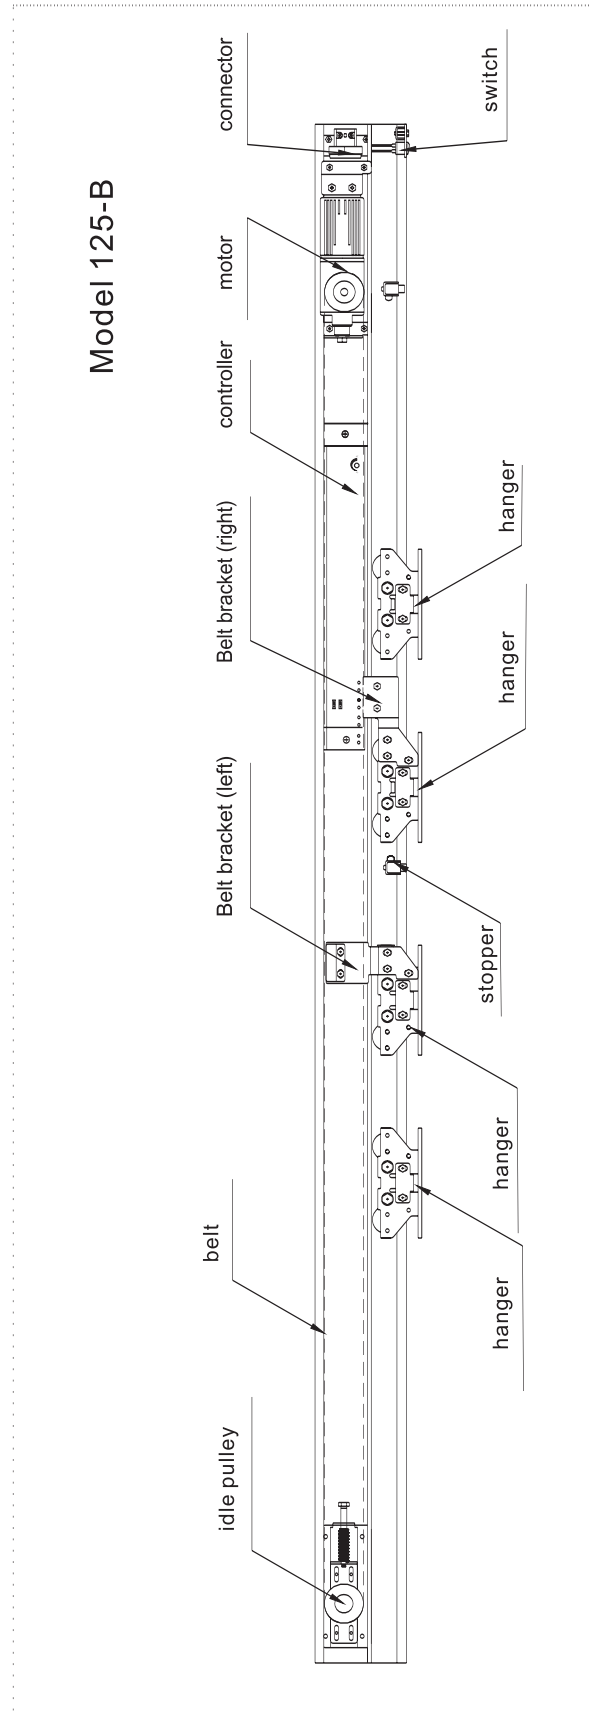 Model 125-B
idle pulley
belt
Belt bracket (left)
Belt bracket (right)
controller
motor
connector
hanger
hanger
stopper
hanger
hanger
switch